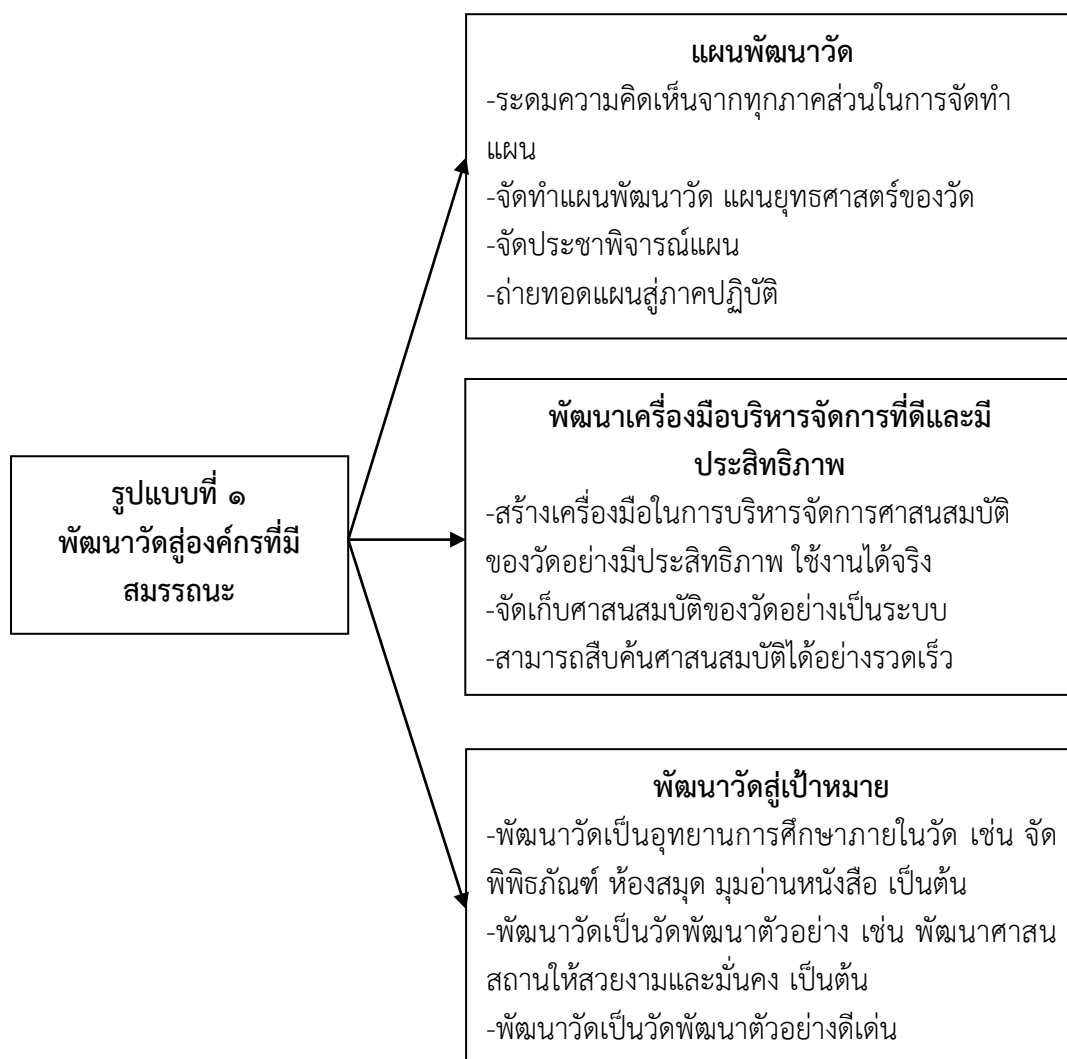 แผนพัฒนาวัด
-ระดมความคิดเห็นจากทุกภาคส่วนในการจัดทำ
แผน
-จัดทำแผนพัฒนาวัด แผนยุทธศาสตร์ของวัด
-จัดประชาพิจารณ์แผน
-ถ่ายทอดแผนสู่ภาคปฏิบัติ
รูปแบบที่ ๑
พัฒนาวัดสู่องค์กรที่มี
สมรรถนะ
พัฒนาเครื่องมือบริหารจัดการที่ดีและมี
ประสิทธิภาพ
-สร้างเครื่องมือในการบริหารจัดการศาสนสมบัติ
ของวัดอย่างมีประสิทธิภาพ ใช้งานได้จริง
-จัดเก็บศาสนสมบัติของวัดอย่างเป็นระบบ
-สามารถสืบค้นศาสนสมบัติได้อย่างรวดเร็ว
พัฒนาวัดสู่เป้าหมาย
-พัฒนาวัดเป็นอุทยานการศึกษาภายในวัด เช่น จัด
พิพิธภัณฑ์ ห้องสมุด มุมอ่านหนังสือ เป็นต้น
-พัฒนาวัดเป็นวัดพัฒนาตัวอย่าง เช่น พัฒนาศาสน
สถานให้สวยงามและมั่นคง เป็นต้น
-พัฒนาวัดเป็นวัดพัฒนาตัวอย่างดีเด่น